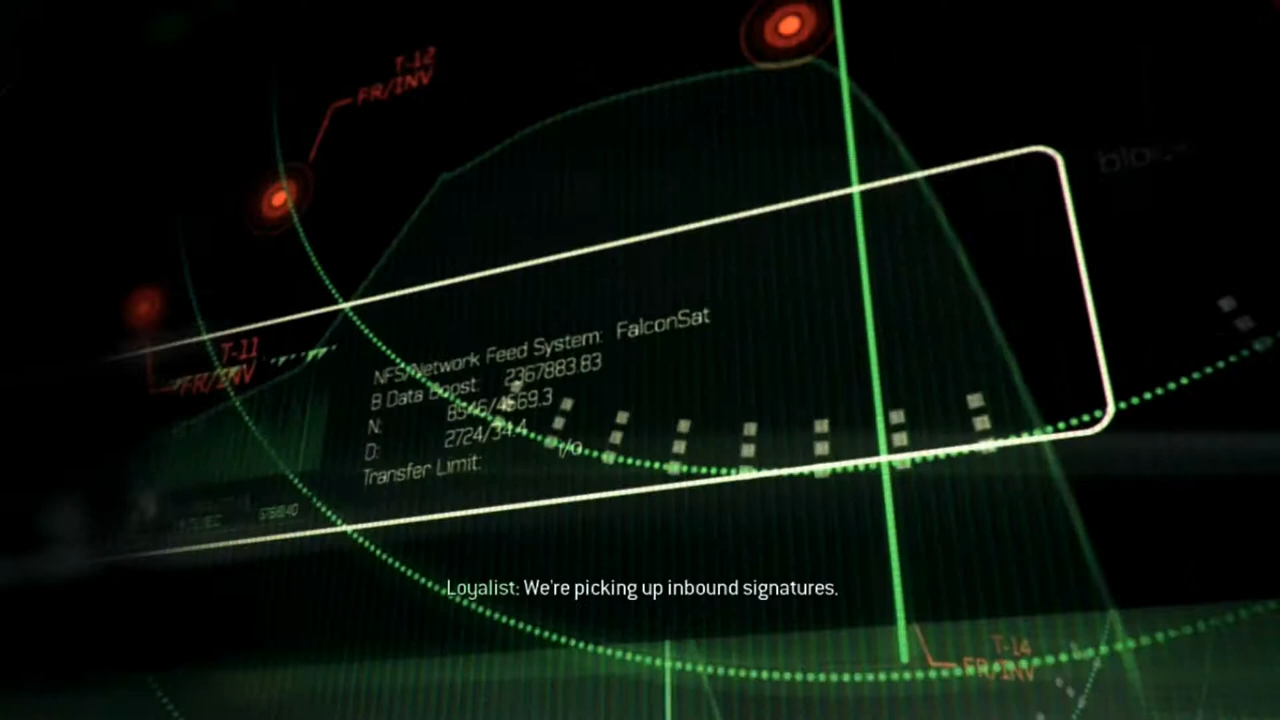 T-12
FR/INV
T-11
FR/INV
NFS/Network Feed System: FalconSat
B Data Boost: 2367883.83
N: 8546/4569.3
D: 2724/34.4
Transfer Limit: t/o
Loyalist: We're picking up inbound signatures.
T-14
FR/INV